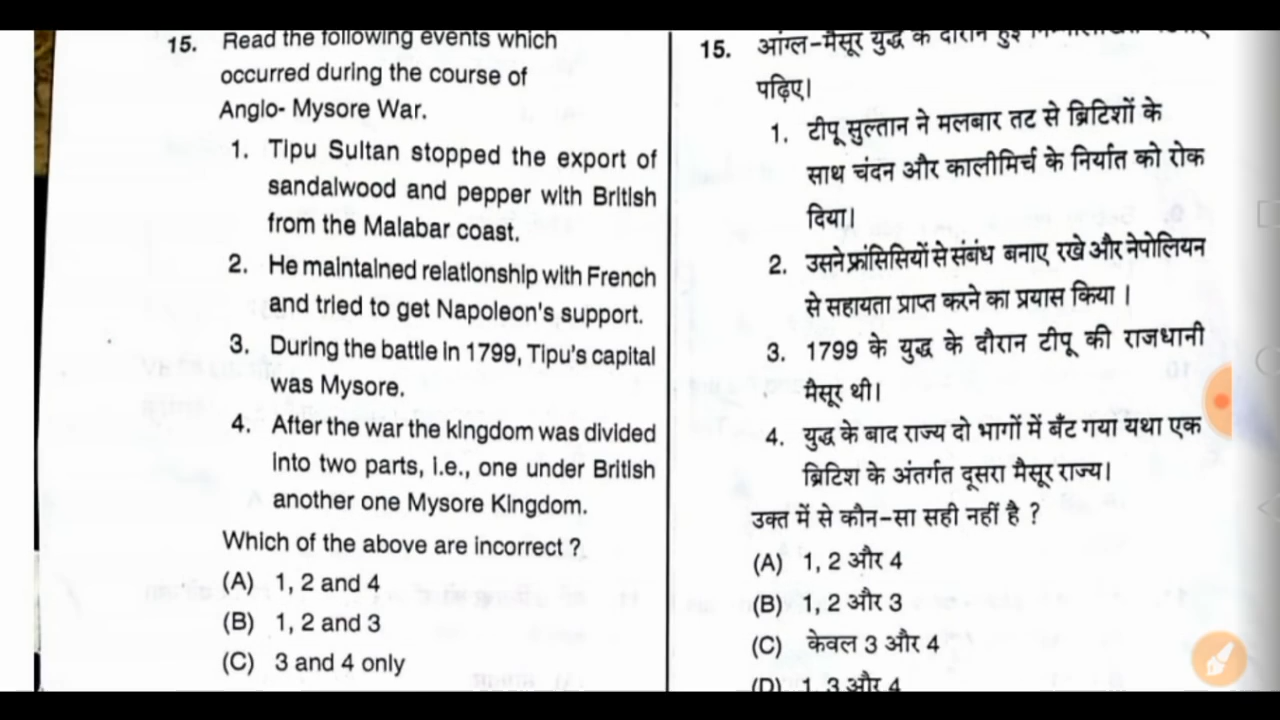 15. Read the following events which
occurred during the course of
Anglo- Mysore War.
1. Tipu Sultan stopped the export of
sandalwood and pepper with British
from the Malabar coast.
2. He maintained relationship with French
and tried to get Napoleon's support.
3. During the battle in 1799, Tipu's capital
was Mysore.
4. After the war the kingdom was divided
into two parts, i.e., one under British
another one Mysore Kingdom.
Which of the above are incorrect ?
(A) 1, 2 and 4
(B) 1, 2 and 3
(C) 3 and 4 only
15. आंग्ल-मैसूर युद्ध के दौरान हुई
पढ़िए।
1. टीपू सुल्तान ने मलबार तट से ब्रिटिशों के
साथ चंदन और कालीमिर्च के निर्यात को रोक
दिया।
2. उसने फ्रांसिसियों से संबंध बनाए रखे और नेपोलियन
से सहायता प्राप्त करने का प्रयास किया ।
3. 1799 के युद्ध के दौरान टीपू की राजधानी
मैसूर थी।
4. युद्ध के बाद राज्य दो भागों में बँट गया यथा एक
ब्रिटिश के अंतर्गत दूसरा मैसूर राज्य।
उक्त में से कौन-सा सही नहीं है ?
(A) 1, 2 और 4
(B) 1, 2 और 3
(C) केवल 3 और 4
(D) 1, 3 और 4